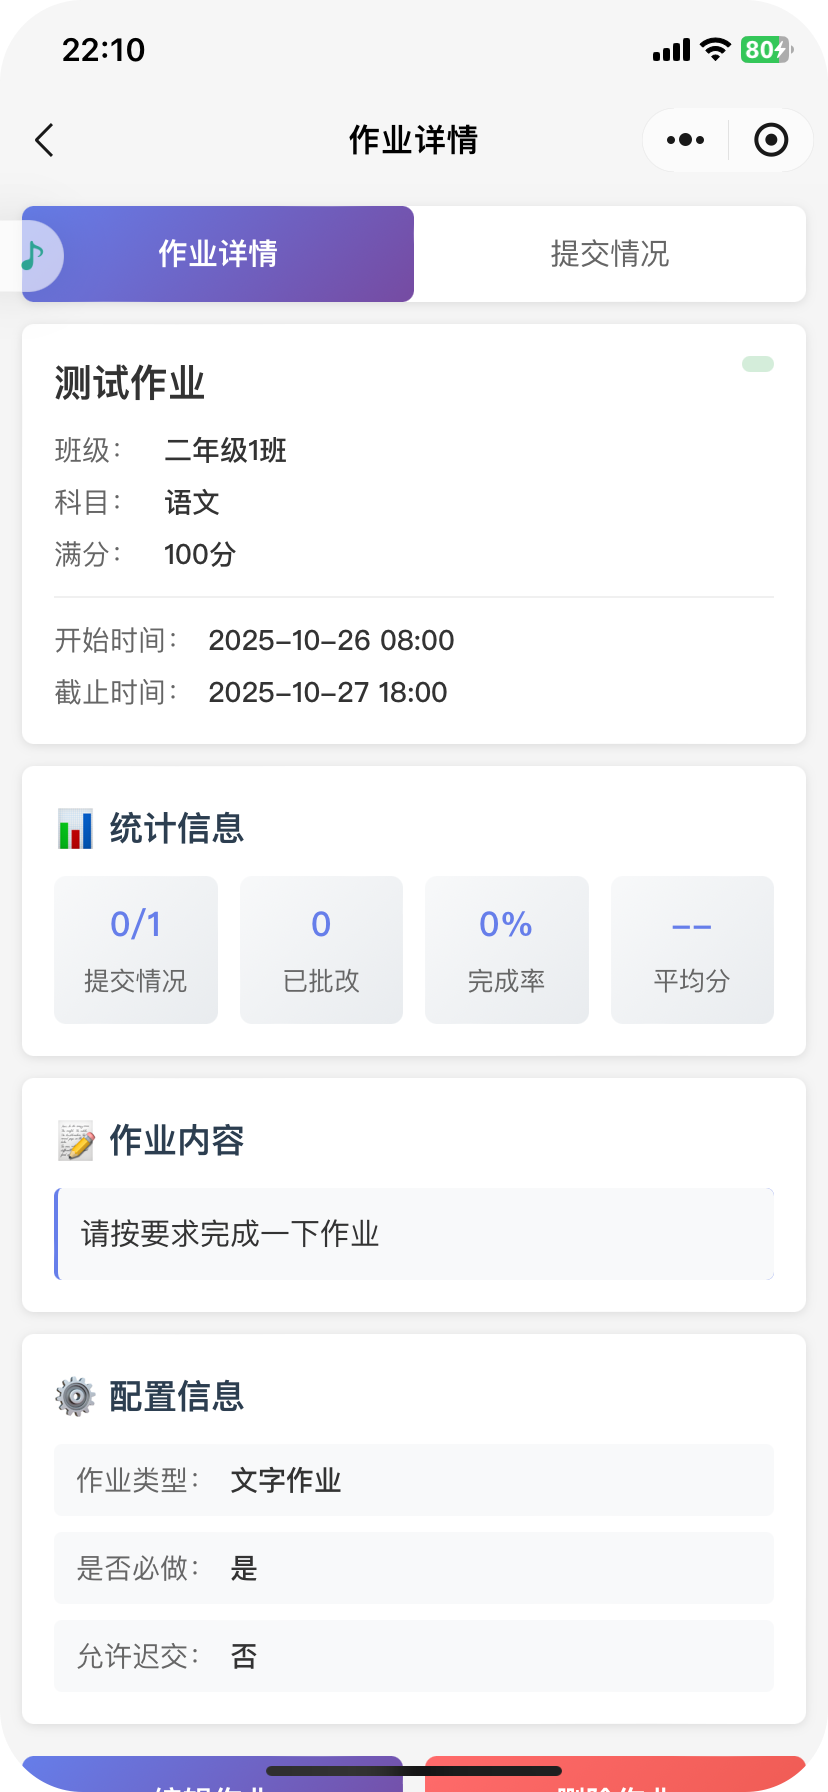 22:10
80
作业详情
作业详情
提交情况
测试作业
班级：
二年级1班
科目：
语文
满分：
100分
开始时间：
2025-10-26 08:00
截止时间：
2025-10-27 18:00
统计信息
0/1
0
0%
--
提交情况
已批改
完成率
平均分
作业内容
请按要求完成一下作业
配置信息
作业类型：
文字作业
是否必做：
是
允许迟交：
否